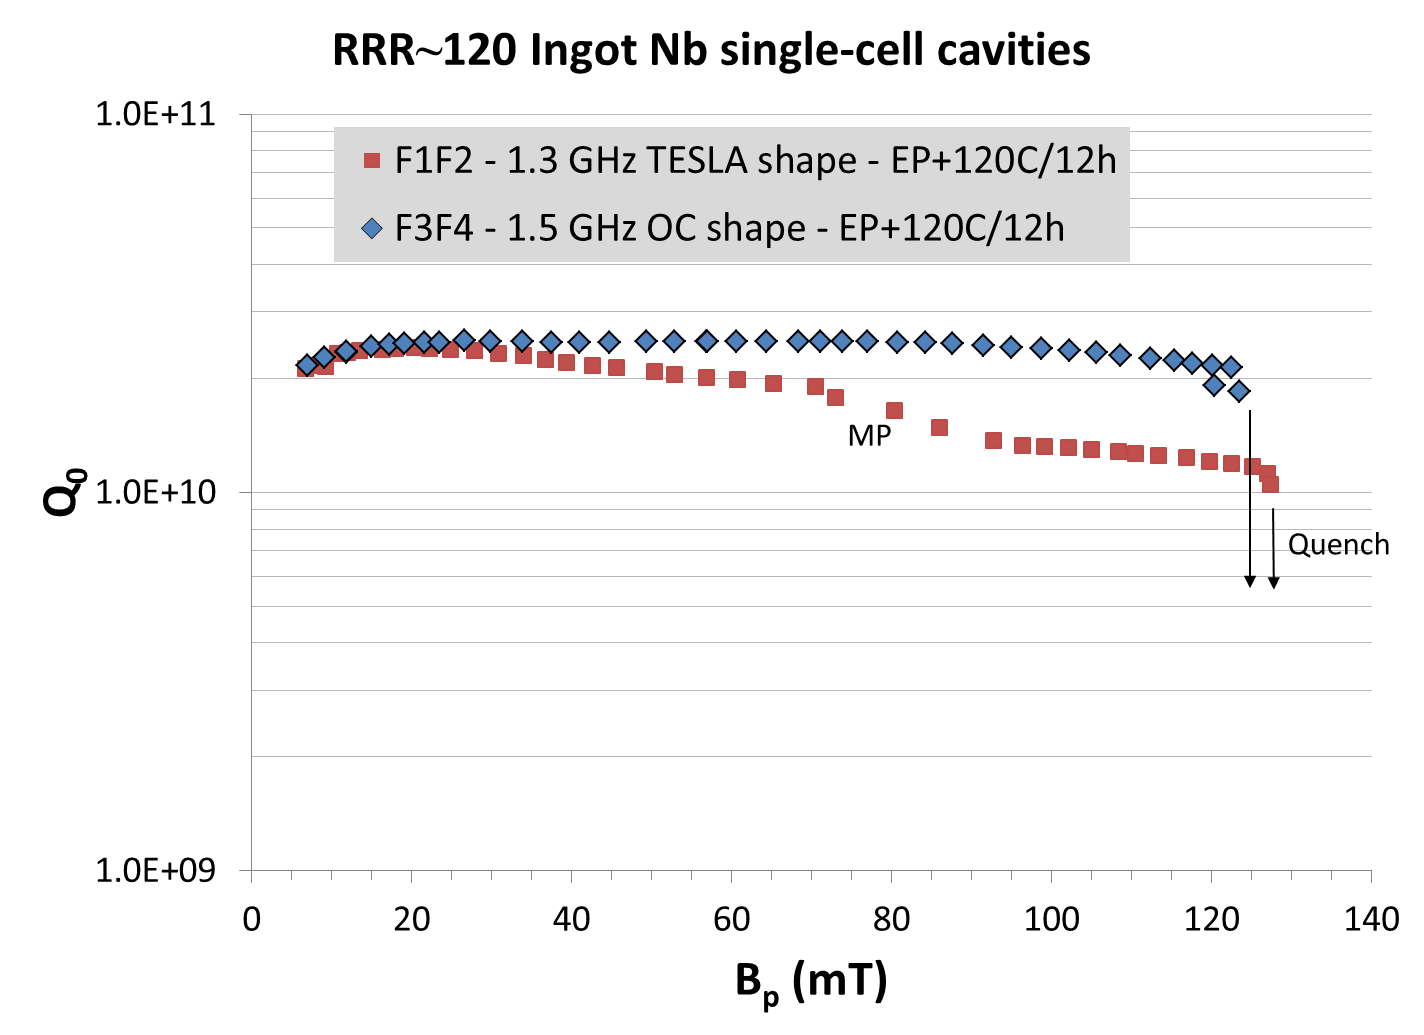 RRR~120 Ingot Nb single-cell cavities
1.0E+11
F1F2 - 1.3 GHz TESLA shape - EP+120C/12h
F3F4 - 1.5 GHz OC shape - EP+120C/12h
MP
Q0
1.0E+10
Quench
1.0E+09
0 20 40 60 80 100 120 140
Bp (mT)